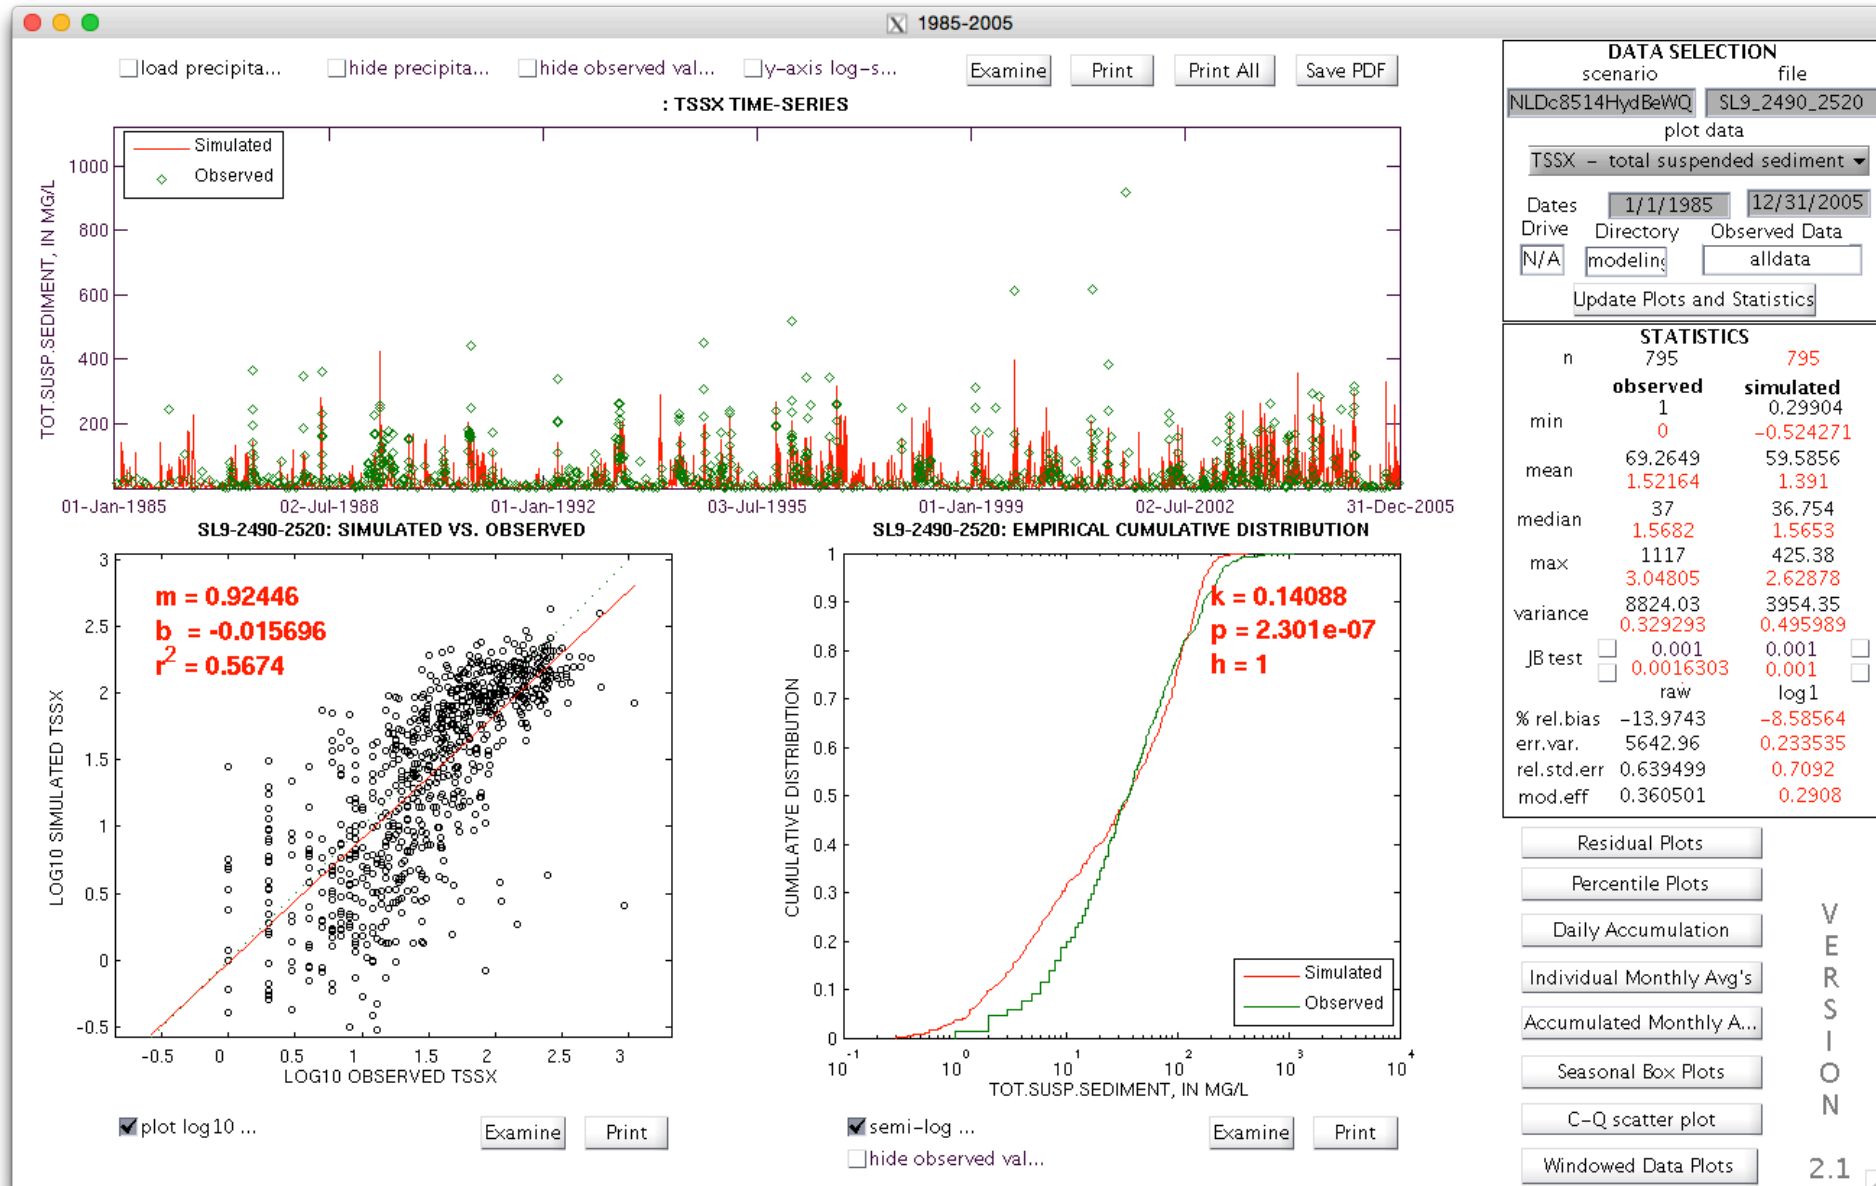 1985-2005
load precipita...
hide precipita...
hide observed val...
y-axis log-s...
Examine
Print
Print All
Save PDF
: TSSX TIME-SERIES
TOT.SUSP.SEDIMENT, IN MG/L
1000
800
600
400
200
Simulated
Observed
01-Jan-1985 02-Jul-1988 01-Jan-1992 03-Jul-1995 01-Jan-1999 02-Jul-2002 31-Dec-2005
SL9-2490-2520: SIMULATED VS. OBSERVED
m = 0.92446
b = -0.015696
r2 = 0.5674
LOG10 SIMULATED TSSX
3
2.5
2
1.5
1
0.5
0
-0.5
-0.5 0 0.5 1 1.5 2 2.5 3
LOG10 OBSERVED TSSX
plot log10 ...
Examine
Print
SL9-2490-2520: EMPIRICAL CUMULATIVE DISTRIBUTION
k = 0.14088
p = 2.301e-07
h = 1
CUMULATIVE DISTRIBUTION
1
0.9
0.8
0.7
0.6
0.5
0.4
0.3
0.2
0.1
0
Simulated
Observed
10-1 100 101 102 103 104
TOT.SUSP.SEDIMENT, IN MG/L
semi-log ...
hide observed val...
Examine
Print
DATA SELECTION
scenario file
NLDc8514HydBeWQ SL9_2490_2520
plot data
TSSX - total suspended sediment
Dates 1/1/1985 12/31/2005
Drive Directory Observed Data
N/A modeling alldata
Update Plots and Statistics
STATISTICS
n 795 795
observed simulated
min 1 0.29904
0 -0.524271
mean 69.2649 59.5856
1.52164 1.391
median 37 36.754
1.5682 1.5653
max 1117 425.38
3.04805 2.62878
variance 8824.03 3954.35
0.329293 0.495989
JB test 0.001 0.001
0.0016303 0.001
raw log1
% rel.bias -13.9743 -8.58564
err.var. 5642.96 0.233535
rel.std.err 0.639499 0.7092
mod.eff 0.360501 0.2908
Residual Plots
Percentile Plots
Daily Accumulation
Individual Monthly Avg's
Accumulated Monthly A...
Seasonal Box Plots
C-Q scatter plot
Windowed Data Plots
VERSION
2.1